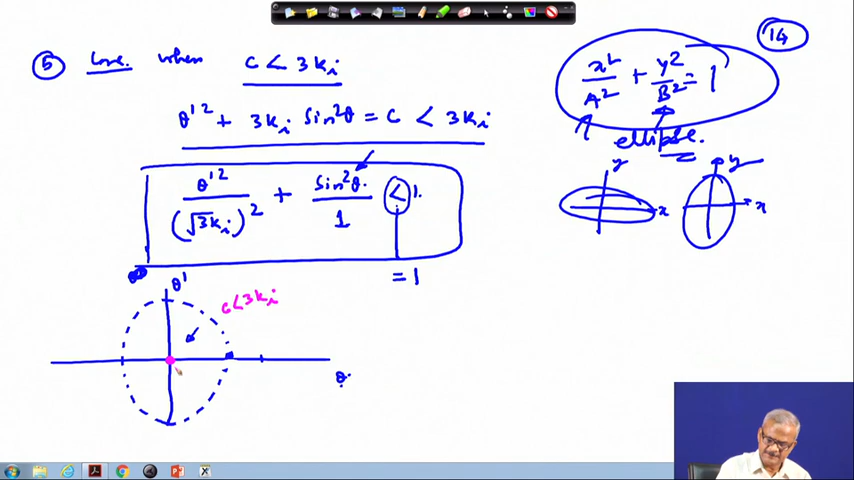 14
5 Case when c < 3kᵢ
θ'² + 3kᵢ sin²θ = c < 3kᵢ
θ'² / (√3kᵢ)² + sin²θ / 1 < 1.
= 1
x²/A² + y²/B² = 1
ellipse.
y
x
y
x
θ'
c < 3kᵢ
θ